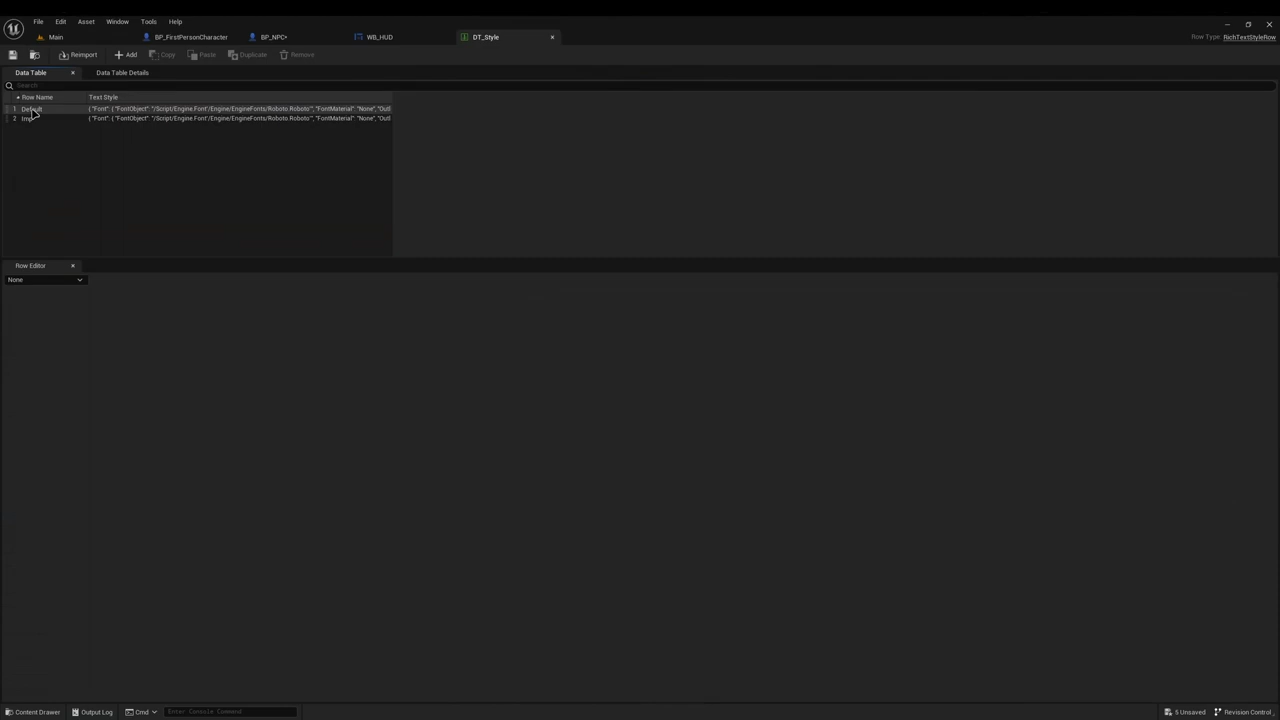 File Edit Asset Window Tools Help
Main BP_FirstPersonCharacter BP_NPC* WB_HUD DT_Style Row Type: RichTextStyleRow
Reimport Add Copy Paste Duplicate Remove
Data Table Data Table Details
Search
Row Name Text Style
1 Default { "Font": { "FontObject": "/Script/Engine.Font'/Engine/EngineFonts/Roboto.Roboto'", "FontMaterial": "None", "Outl
2 { "Font": { "FontObject": "/Script/Engine.Font'/Engine/EngineFonts/Roboto.Roboto'", "FontMaterial": "None", "Outl
Row Editor
None
Content Drawer Output Log Cmd Enter Console Command 5 Unsaved Revision Control